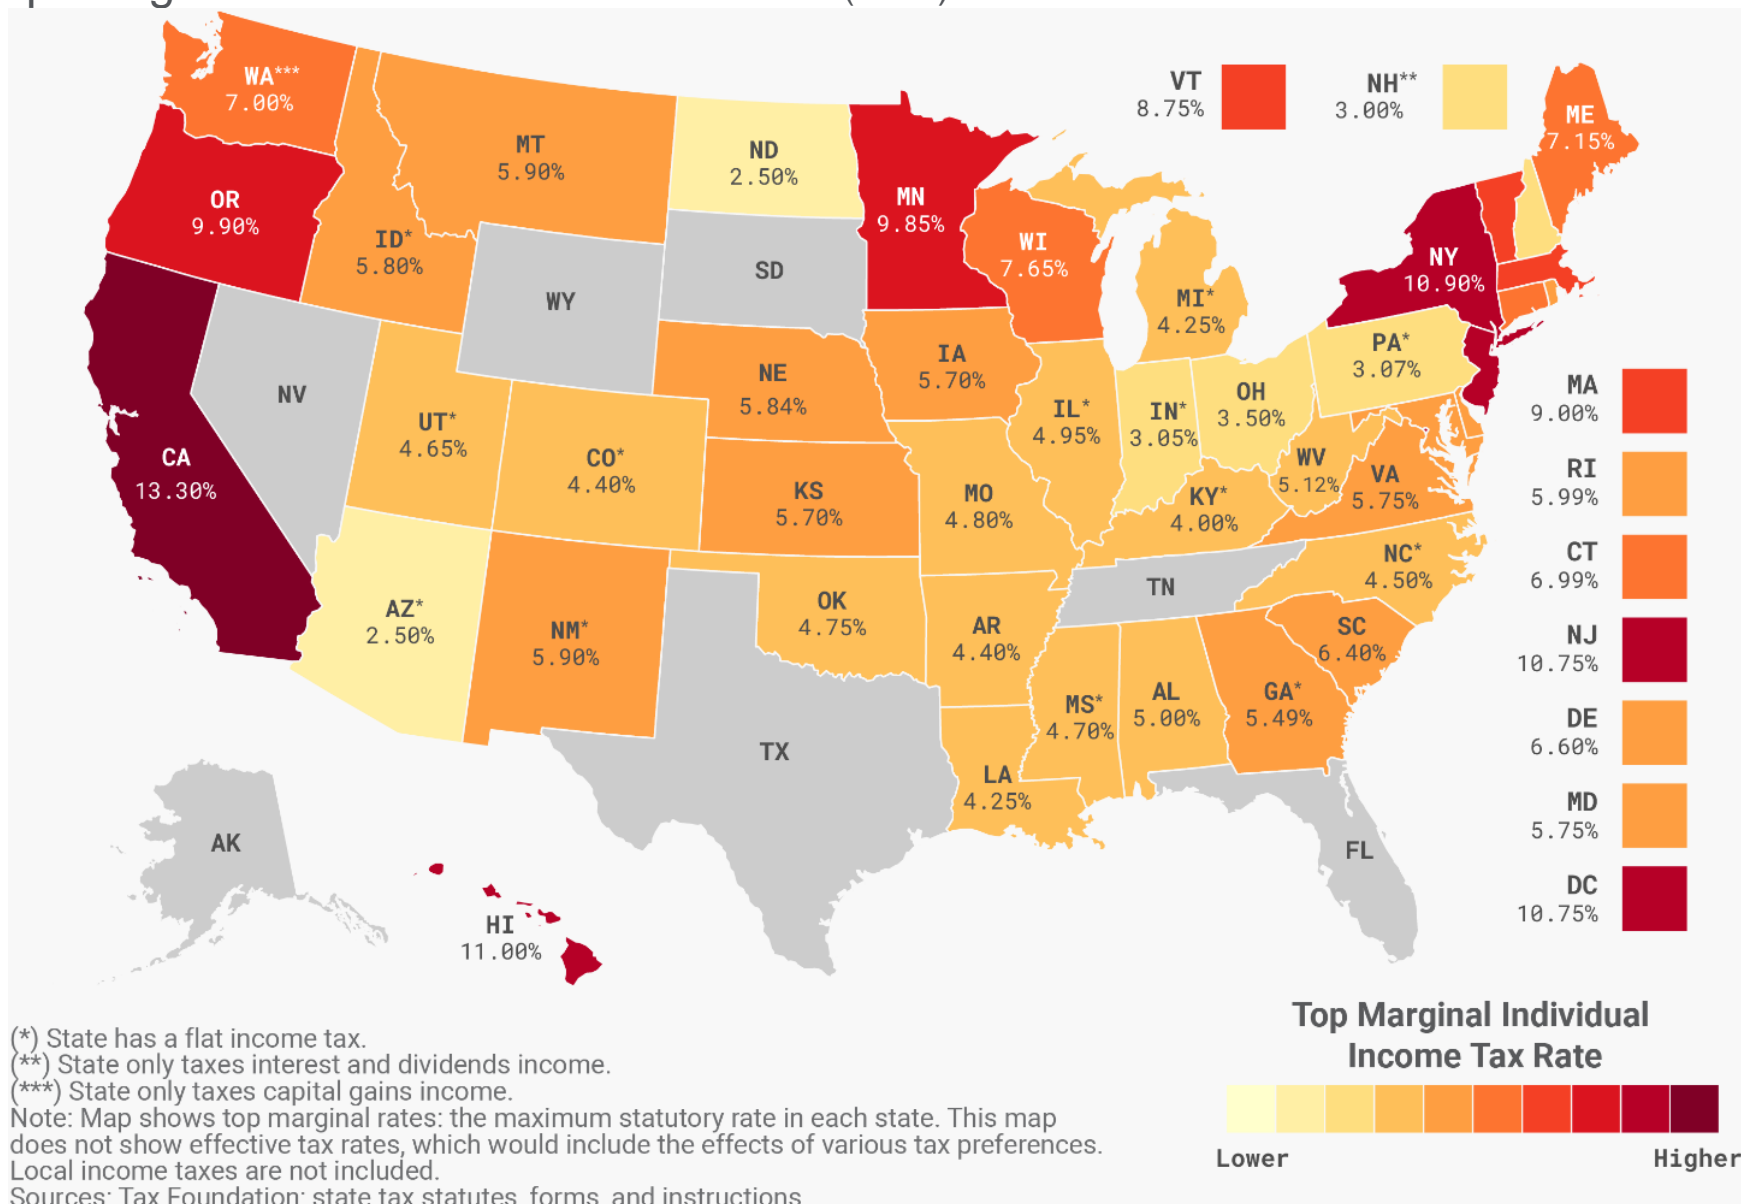 WA***
7.00%
VT
8.75%
NH**
3.00%
ME
7.15%
MT
5.90%
ND
2.50%
OR
9.90%
MN
9.85%
ID*
5.80%
WI
7.65%
NY
10.90%
SD
WY
MI*
4.25%
PA*
3.07%
IA
5.70%
NE
5.84%
NV
MA
9.00%
UT*
4.65%
IL*
4.95%
IN*
3.05%
OH
3.50%
CO*
4.40%
CA
13.30%
KS
5.70%
MO
4.80%
WV
5.12%
VA
5.75%
RI
5.99%
KY*
4.00%
NC*
4.50%
CT
6.99%
TN
AZ*
2.50%
NM*
5.90%
OK
4.75%
AR
4.40%
SC
6.40%
NJ
10.75%
MS*
4.70%
AL
5.00%
GA*
5.49%
DE
6.60%
TX
LA
4.25%
MD
5.75%
AK
FL
DC
10.75%
HI
11.00%
Top Marginal Individual
Income Tax Rate
Lower
Higher
(*) State has a flat income tax.
(**) State only taxes interest and dividends income.
(***) State only taxes capital gains income.
Note: Map shows top marginal rates: the maximum statutory rate in each state. This map
does not show effective tax rates, which would include the effects of various tax preferences.
Local income taxes are not included.
Sources: Tax Foundation; state tax statutes, forms, and instructions